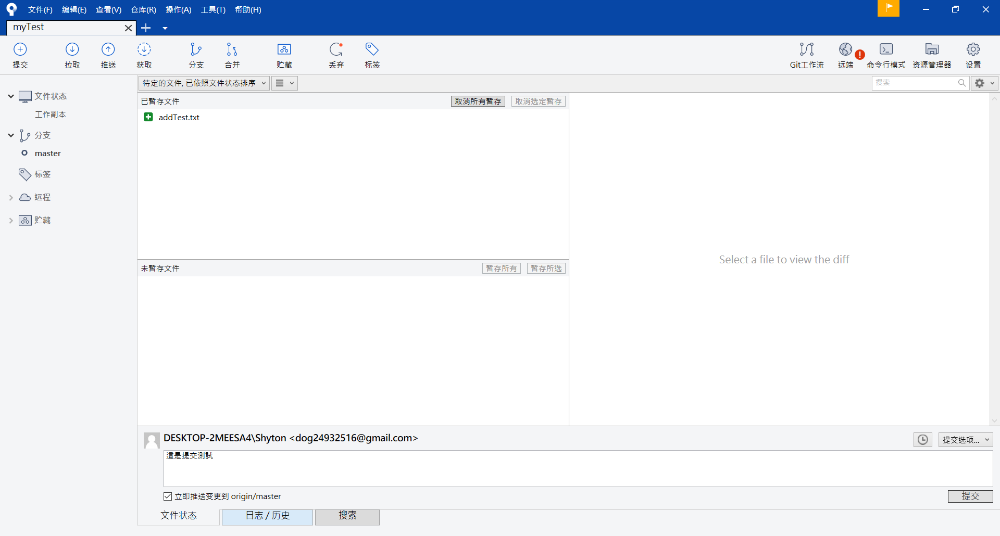 文件(F) 编辑(E) 查看(V) 仓库(R) 操作(A) 工具(T) 帮助(H)
myTest
提交 拉取 推送 获取 分支 合并 贮藏 丢弃 标签 Git工作流 远端 命令行模式 资源管理器 设置
待定的文件, 已依照文件状态排序 搜索
文件状态
工作副本
分支
master
标签
远程
贮藏
已暂存文件 取消所有暂存 取消选定暂存
addTest.txt
未暂存文件 暂存所有 暂存所选
Select a file to view the diff
DESKTOP-2MEESA4\Shyton <dog24932516@gmail.com> 提交选项...
這是提交測試
立即推送变更到 origin/master 提交
文件状态 日志 / 历史 搜索